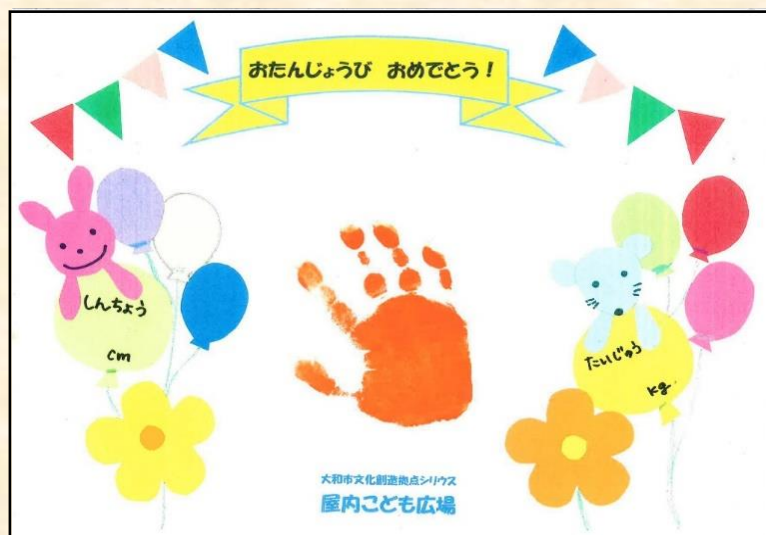 おたんじょうび おめでとう！
しんちょう
cm
たいじゅう
kg
大和市文化創造拠点シリウス
屋内こども広場